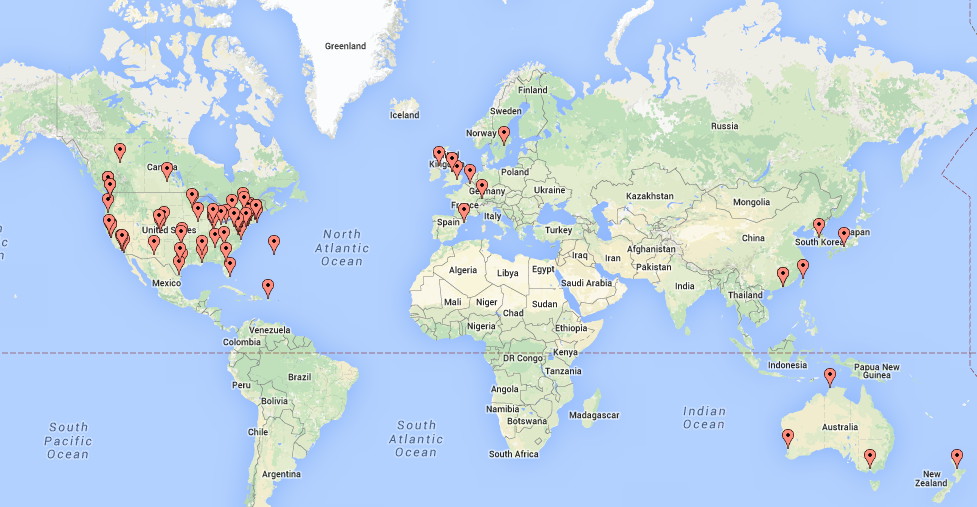 Greenland
Iceland
Finland
Sweden
Norway
Russia
Canada
Poland
Germany
Ukraine
Kazakhstan
Mongolia
France
Spain
Italy
Turkey
United States
China
South Korea
Japan
North
Atlantic
Ocean
Afghanistan
Iraq
Iran
Pakistan
Algeria
Libya
Egypt
Saudi Arabia
India
Mexico
Mali
Niger
Sudan
Chad
Thailand
Nigeria
Ethiopia
Venezuela
Colombia
DR Congo
Kenya
Tanzania
Indonesia
Papua New
Guinea
Peru
Brazil
Angola
Bolivia
Namibia
Botswana
Madagascar
Indian
Ocean
South
Pacific
Ocean
South
Atlantic
Ocean
Chile
Australia
South Africa
Argentina
New
Zealand